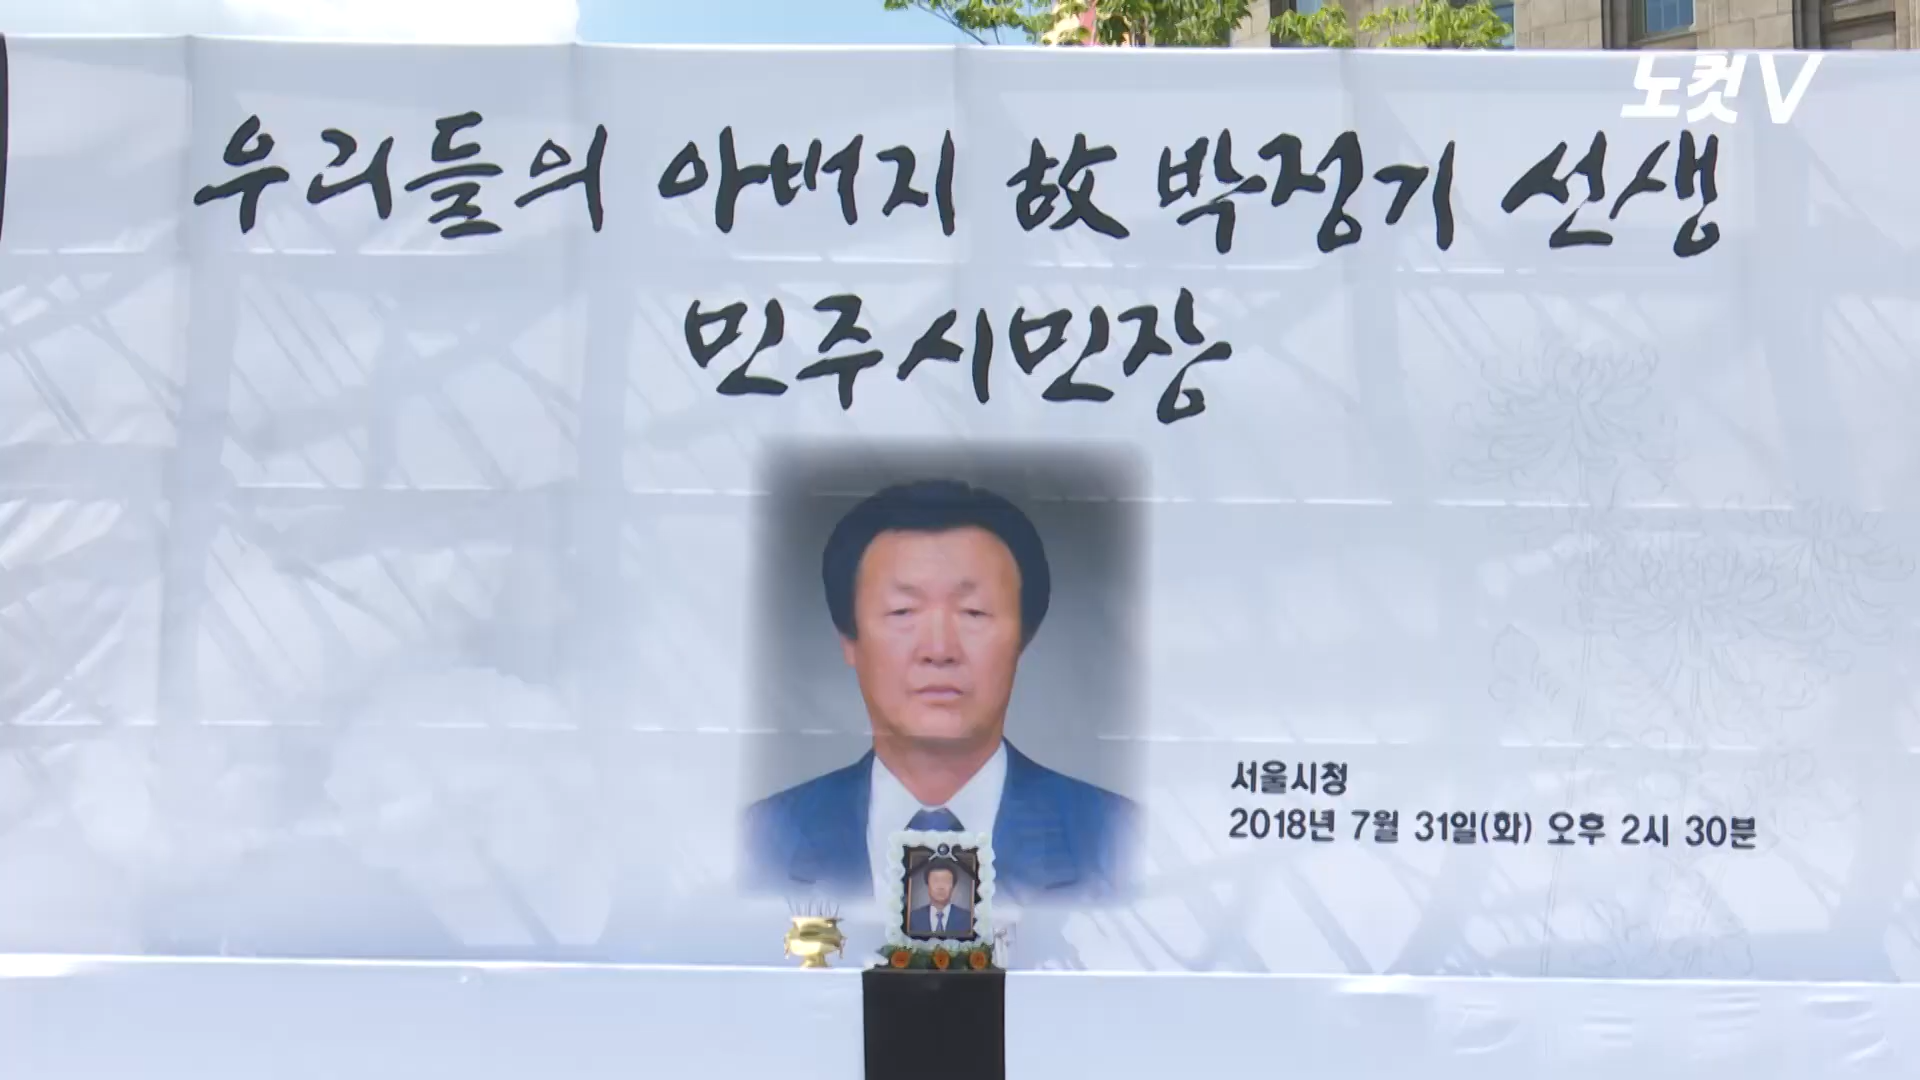 노컷V
우리들의 아버지 故 박정기 선생
민주시민장
서울시청
2018년 7월 31일(화) 오후 2시 30분